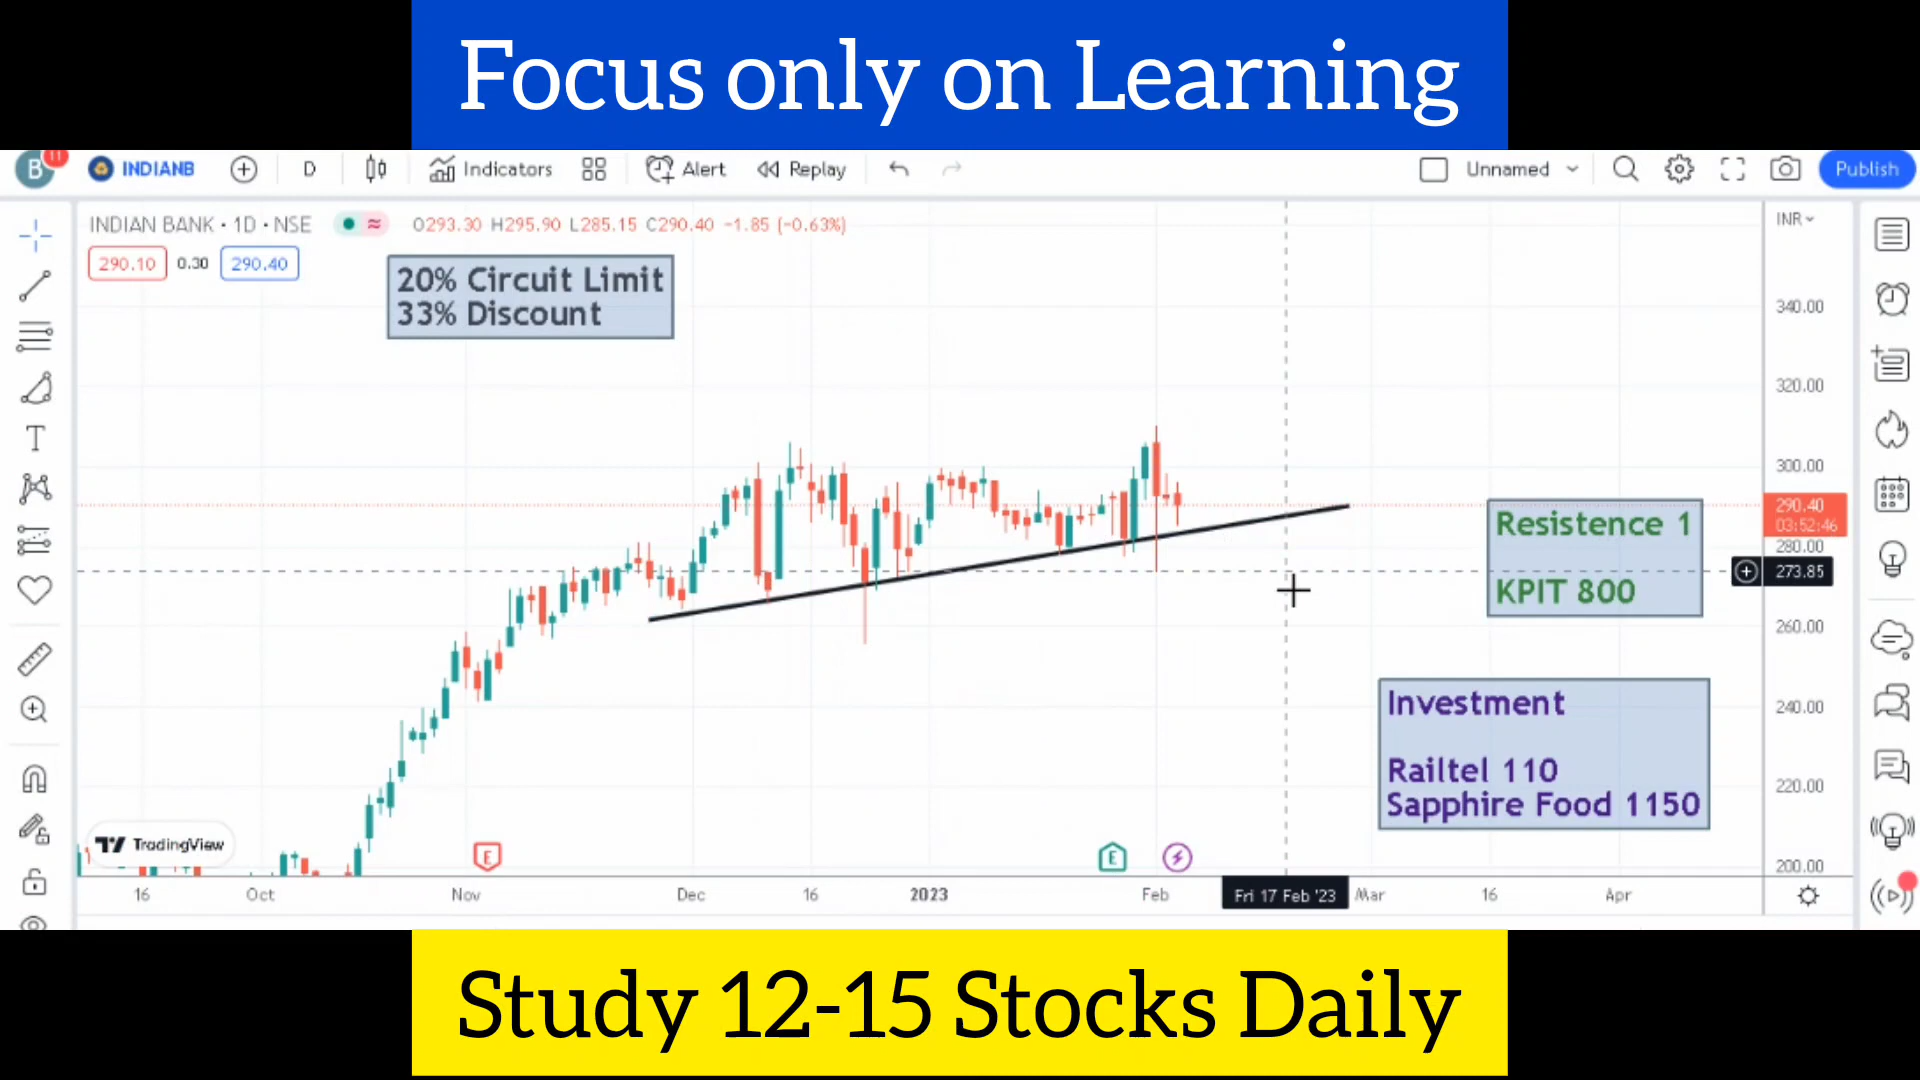 Focus only on Learning
B 11 INDIANB D Indicators Alert Replay Unnamed Publish
INDIAN BANK · 1D · NSE O293.30 H295.90 L285.15 C290.40 −1.85 (−0.63%) INR
290.10 0.30 290.40
20% Circuit Limit
33% Discount
340.00
320.00
300.00
290.40
03:52:46
280.00
273.85
260.00
240.00
220.00
200.00
Resistence 1
KPIT 800
Investment
Railtel 110
Sapphire Food 1150
TradingView
E E
16 Oct Nov Dec 16 2023 Feb Fri 17 Feb '23 Mar 16 Apr
Study 12-15 Stocks Daily